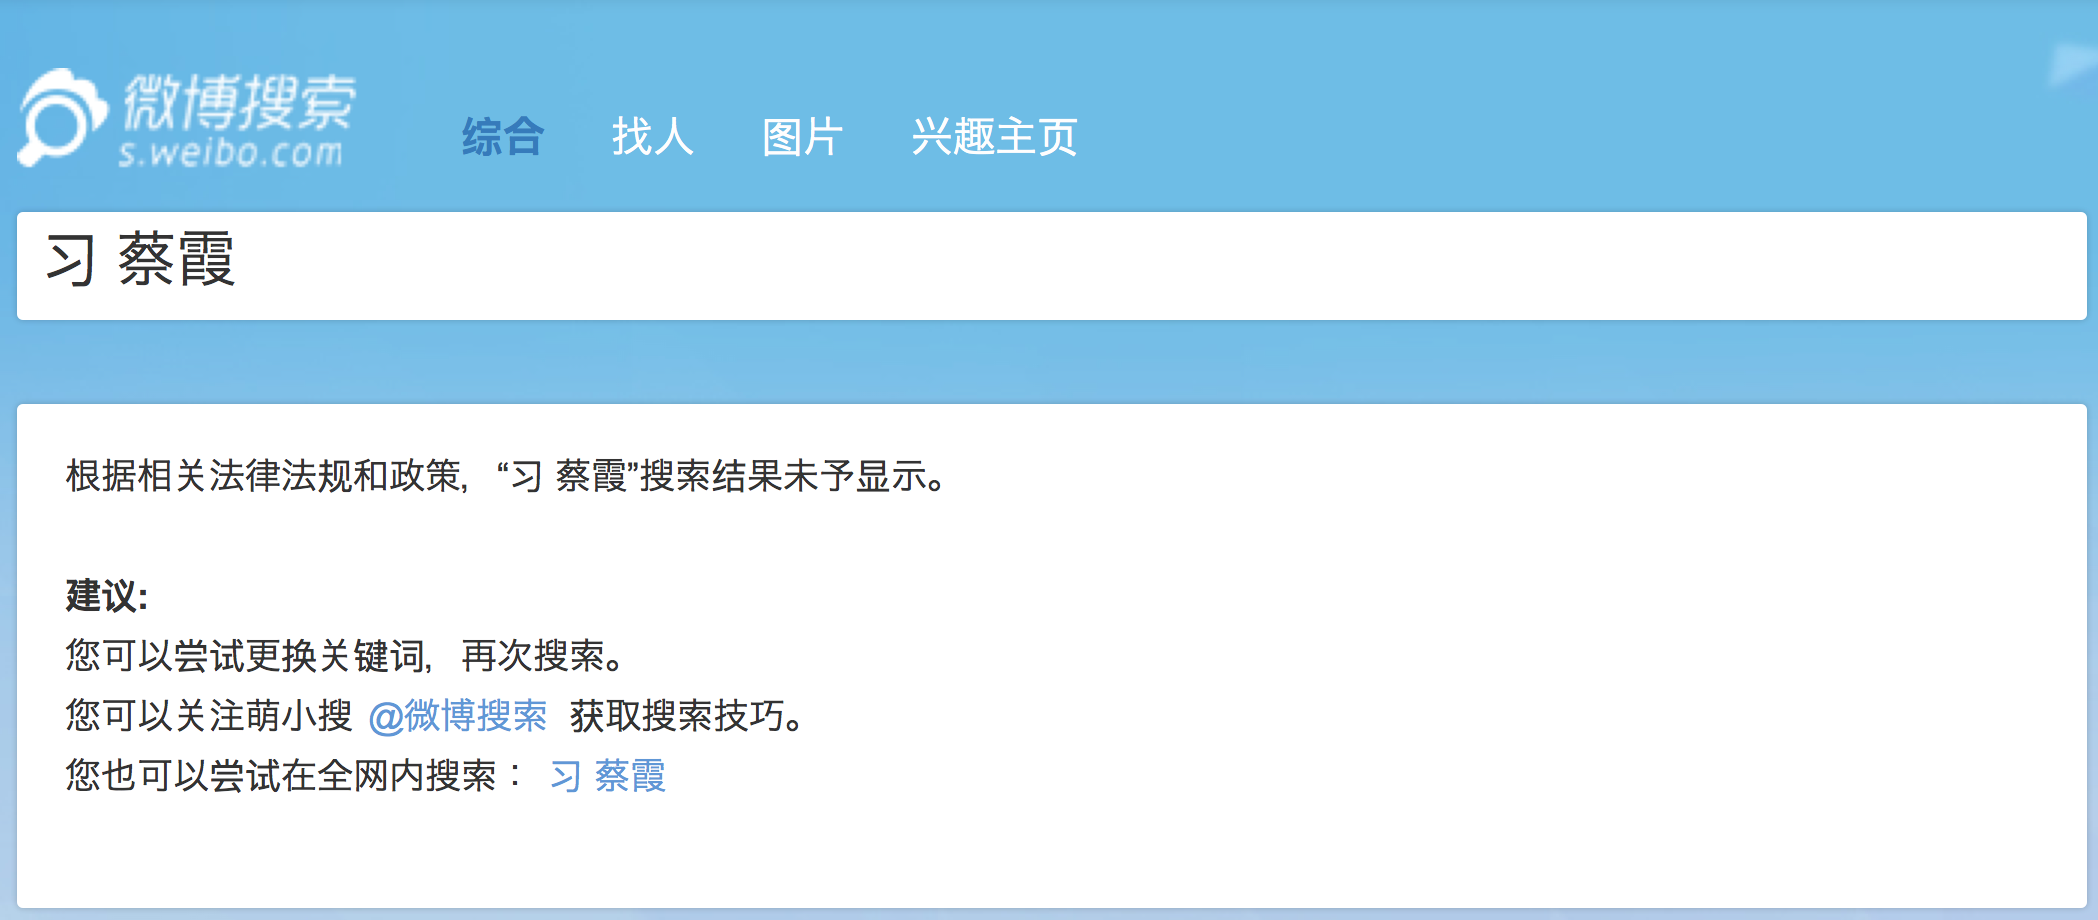 微博搜索
s.weibo.com
综合 找人 图片 兴趣主页
习 蔡霞
根据相关法律法规和政策，“习 蔡霞”搜索结果未予显示。
建议:
您可以尝试更换关键词，再次搜索。
您可以关注萌小搜 @微博搜索 获取搜索技巧。
您也可以尝试在全网内搜索： 习 蔡霞